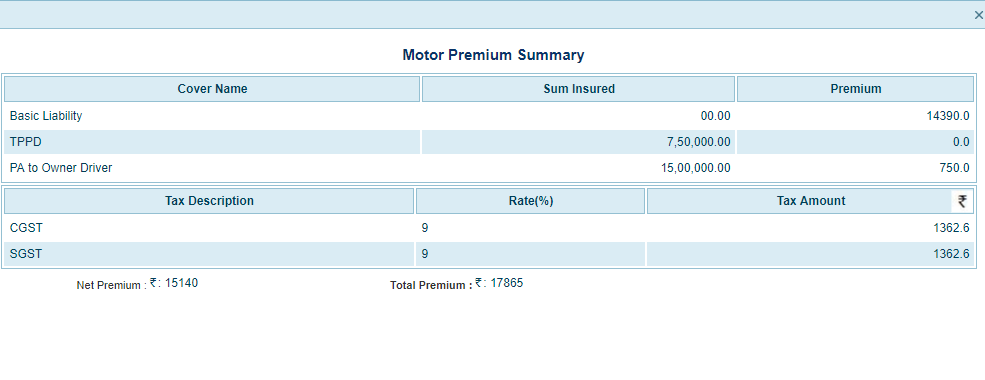 ×
Motor Premium Summary
Cover Name Sum Insured Premium
Basic Liability 00.00 14390.0
TPPD 7,50,000.00 0.0
PA to Owner Driver 15,00,000.00 750.0
Tax Description Rate(%) Tax Amount ₹
CGST 9 1362.6
SGST 9 1362.6
Net Premium : ₹: 15140 Total Premium : ₹: 17865